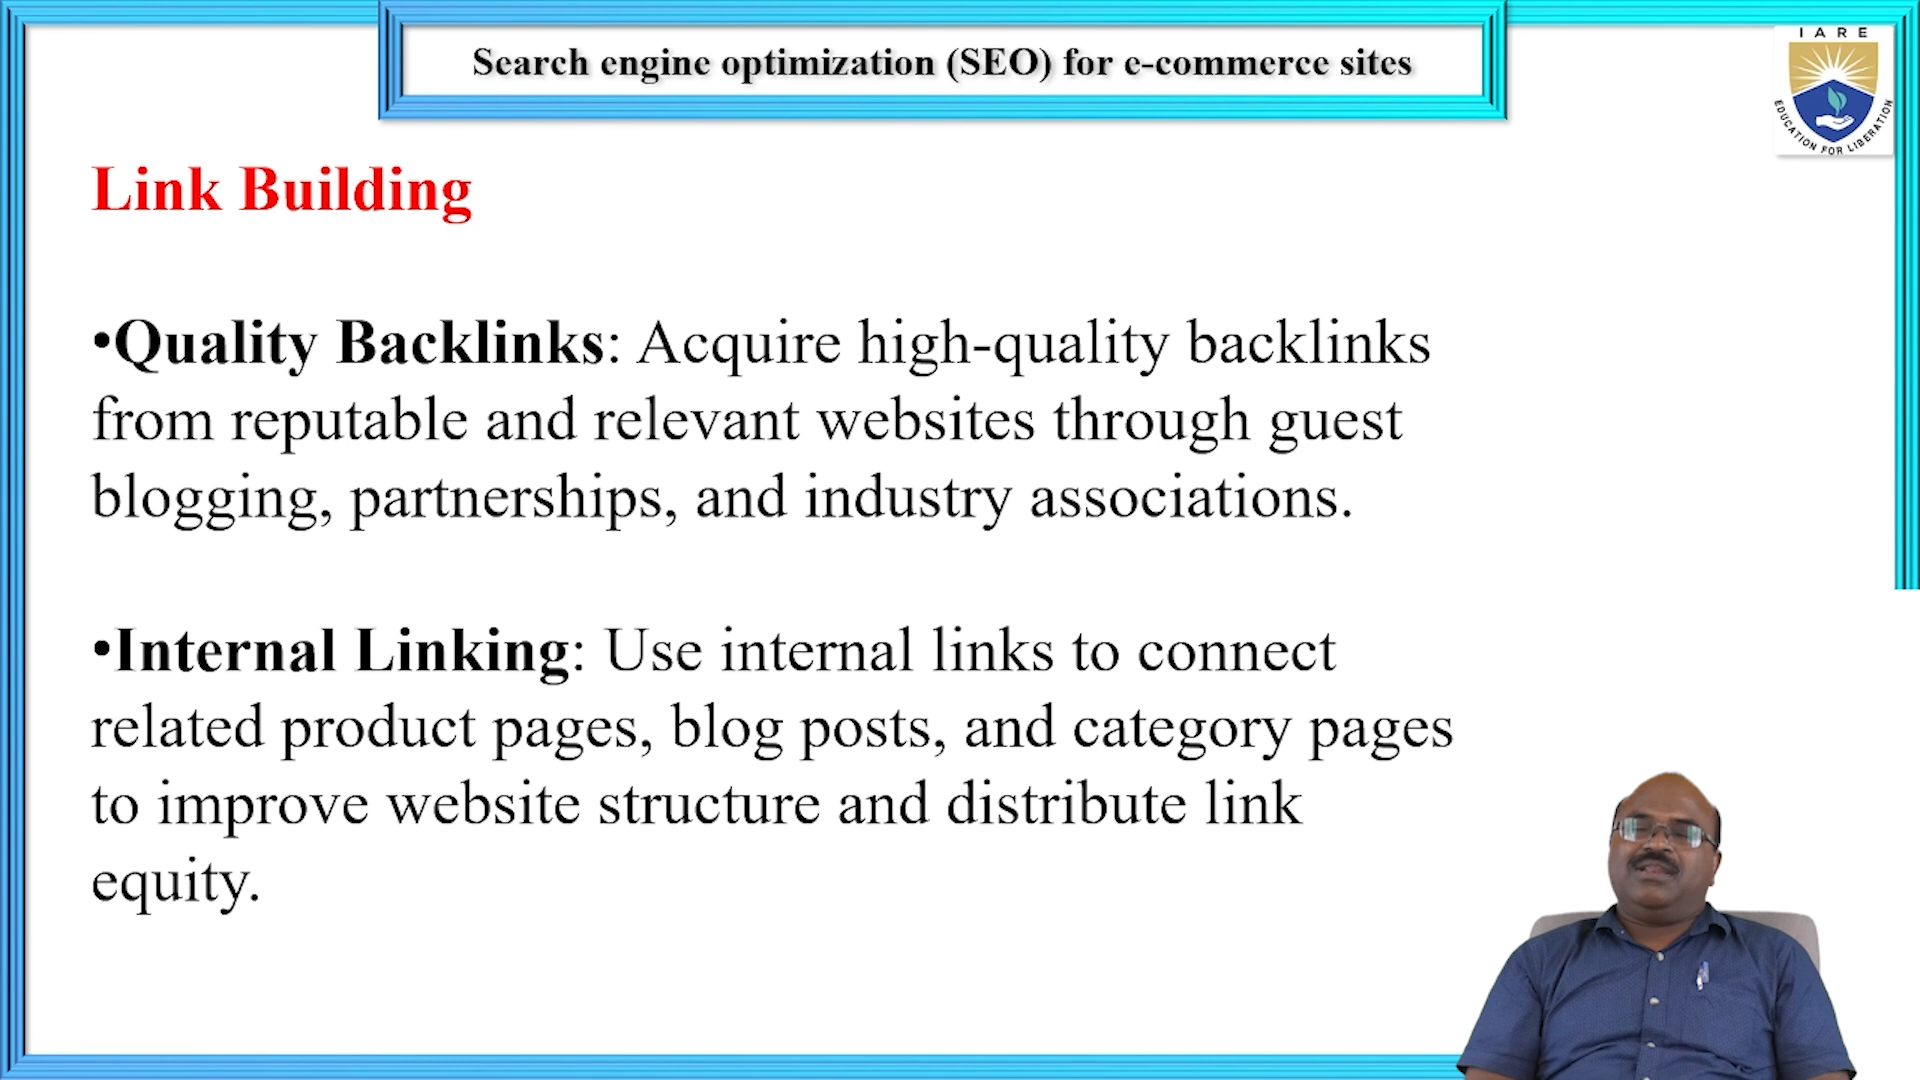 Search engine optimization (SEO) for e-commerce sites
IARE
EDUCATION FOR LIBERATION
Link Building
•Quality Backlinks: Acquire high-quality backlinks
from reputable and relevant websites through guest
blogging, partnerships, and industry associations.
•Internal Linking: Use internal links to connect
related product pages, blog posts, and category pages
to improve website structure and distribute link
equity.